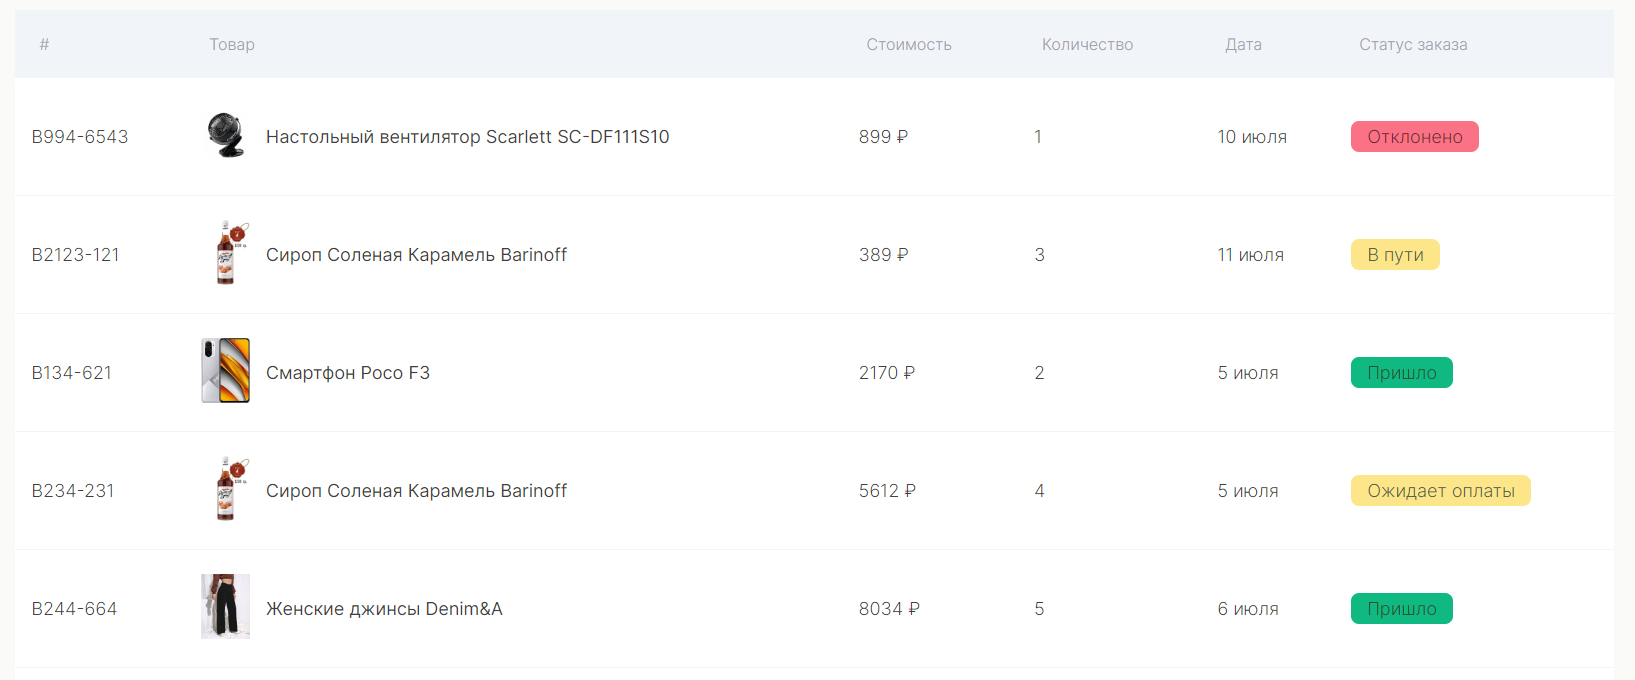 # Товар Стоимость Количество Дата Статус заказа
B994-6543 Настольный вентилятор Scarlett SC-DF111S10 899 ₽ 1 10 июля Отклонено
B2123-121 Сироп Соленая Карамель Barinoff 389 ₽ 3 11 июля В пути
B134-621 Смартфон Poco F3 2170 ₽ 2 5 июля Пришло
B234-231 Сироп Соленая Карамель Barinoff 5612 ₽ 4 5 июля Ожидает оплаты
B244-664 Женские джинсы Denim&A 8034 ₽ 5 6 июля Пришло